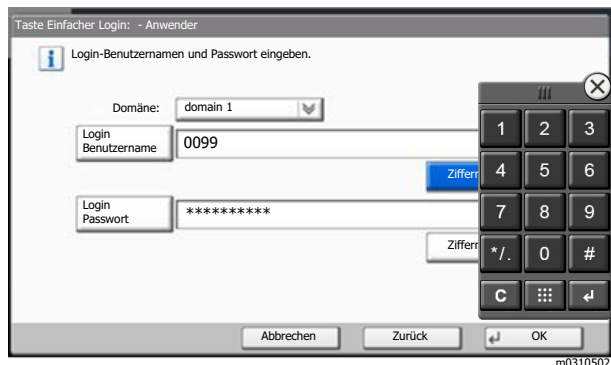 Taste Einfacher Login: - Anwender
Login-Benutzernamen und Passwort eingeben.
Domäne: domain 1
Login
Benutzername
0099
Ziffern
Login
Passwort
**********
Ziffern
1 2 3
4 5 6
7 8 9
*/. 0 #
C
Abbrechen Zurück OK
m0310502